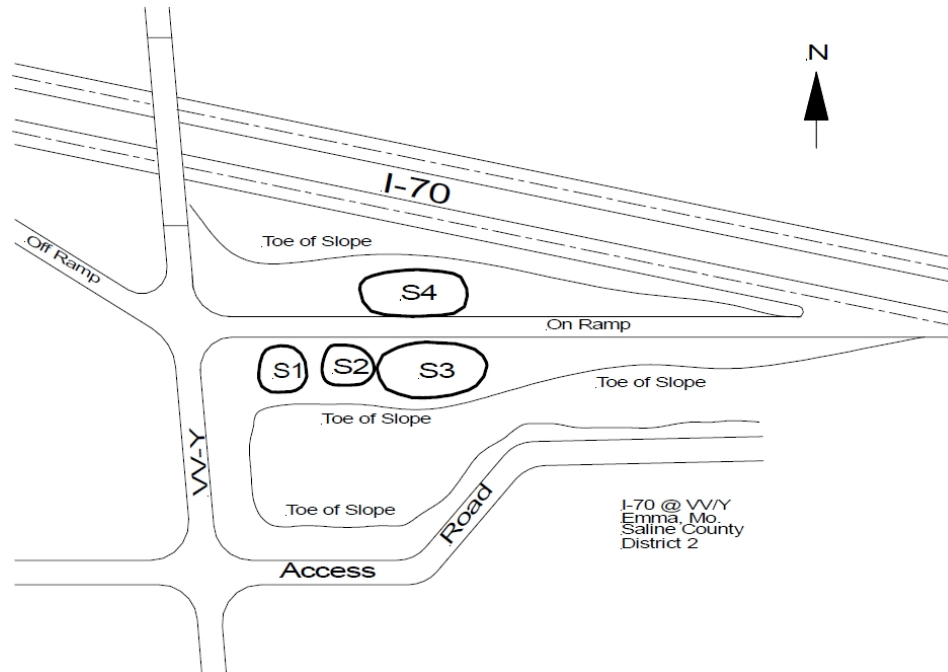 N
I-70
Off Ramp
Toe of Slope
S4
On Ramp
S1
S2
S3
Toe of Slope
Toe of Slope
VV-Y
Toe of Slope
Road
I-70 @ VV/Y
Emma, Mo.
Saline County
District 2
Access